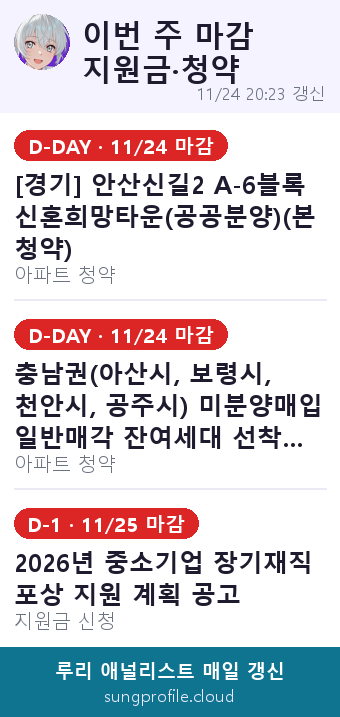 이번 주 마감
지원금·청약
11/24 20:23 갱신
D-DAY · 11/24 마감
[경기] 안산신길2 A-6블록
신혼희망타운(공공분양)(본
청약)
아파트 청약
D-DAY · 11/24 마감
충남권(아산시, 보령시,
천안시, 공주시) 미분양매입
일반매각 잔여세대 선착...
아파트 청약
D-1 · 11/25 마감
2026년 중소기업 장기재직
포상 지원 계획 공고
지원금 신청
루리 애널리스트 매일 갱신
sungprofile.cloud